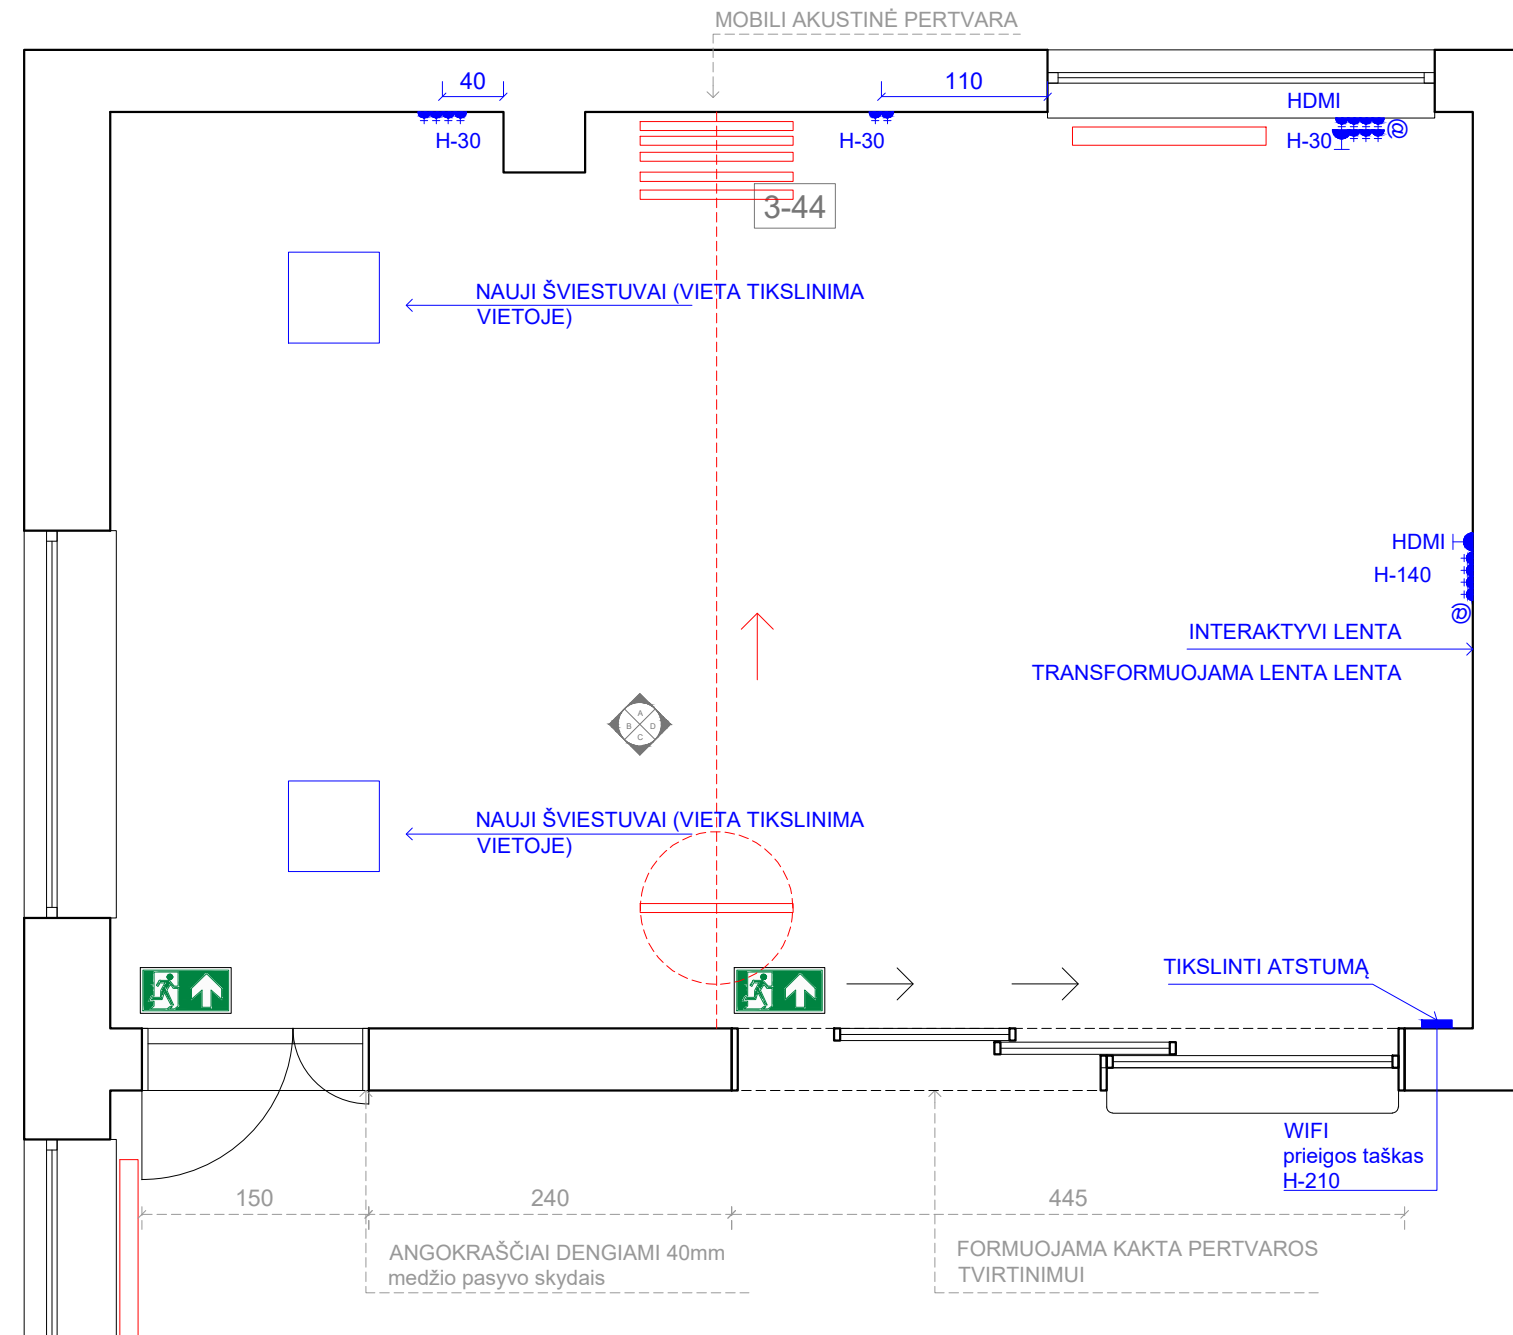 MOBILI AKUSTINĖ PERTVARA
40
110
HDMI
H-30
H-30
H-30
@
3-44
NAUJI ŠVIESTUVAI (VIETA TIKSLINIMA
VIETOJE)
HDMI
H-140
@
INTERAKTYVI LENTA
TRANSFORMUOJAMA LENTA LENTA
A
B
D
C
NAUJI ŠVIESTUVAI (VIETA TIKSLINIMA
VIETOJE)
TIKSLINTI ATSTUMĄ
WIFI
prieigos taškas
H-210
150
240
445
ANGOKRAŠČIAI DENGIAMI 40mm
medžio pasyvo skydais
FORMUOJAMA KAKTA PERTVAROS
TVIRTINIMUI